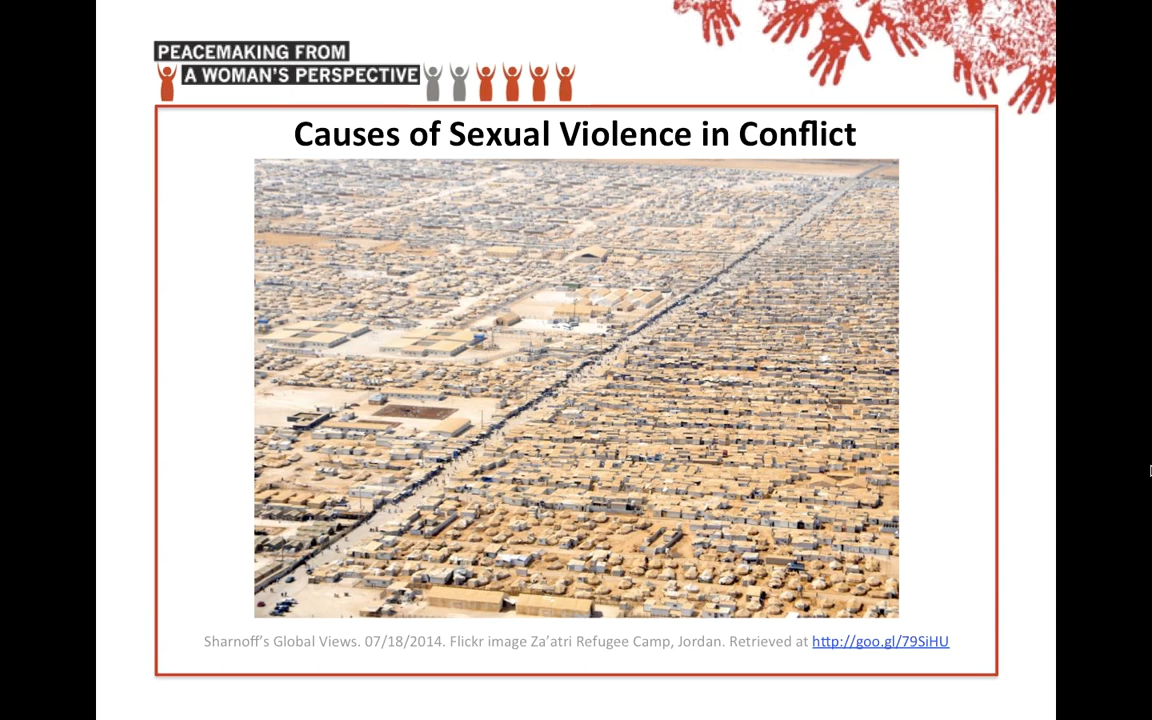 PEACEMAKING FROM
A WOMAN'S PERSPECTIVE
Causes of Sexual Violence in Conflict
Sharnoff's Global Views. 07/18/2014. Flickr image Za'atri Refugee Camp, Jordan. Retrieved at http://goo.gl/79SiHU